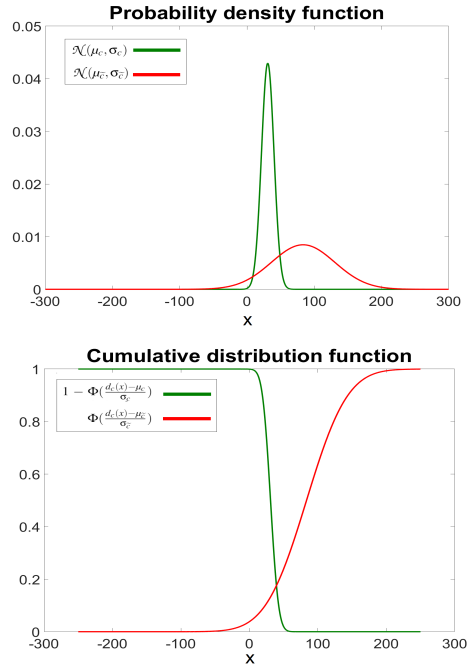 Probability density function
0.05
0.04
0.03
0.02
0.01
0
𝒩(μ_c, σ_c)
𝒩(μ_c̄, σ_c̄)
-300 -200 -100 0 100 200 300
x
Cumulative distribution function
1
0.8
0.6
0.4
0.2
0
1 − Φ((d_c(x)−μ_c)/σ_c)
Φ((d_c(x)−μ_c̄)/σ_c̄)
-300 -200 -100 0 100 200 300
x